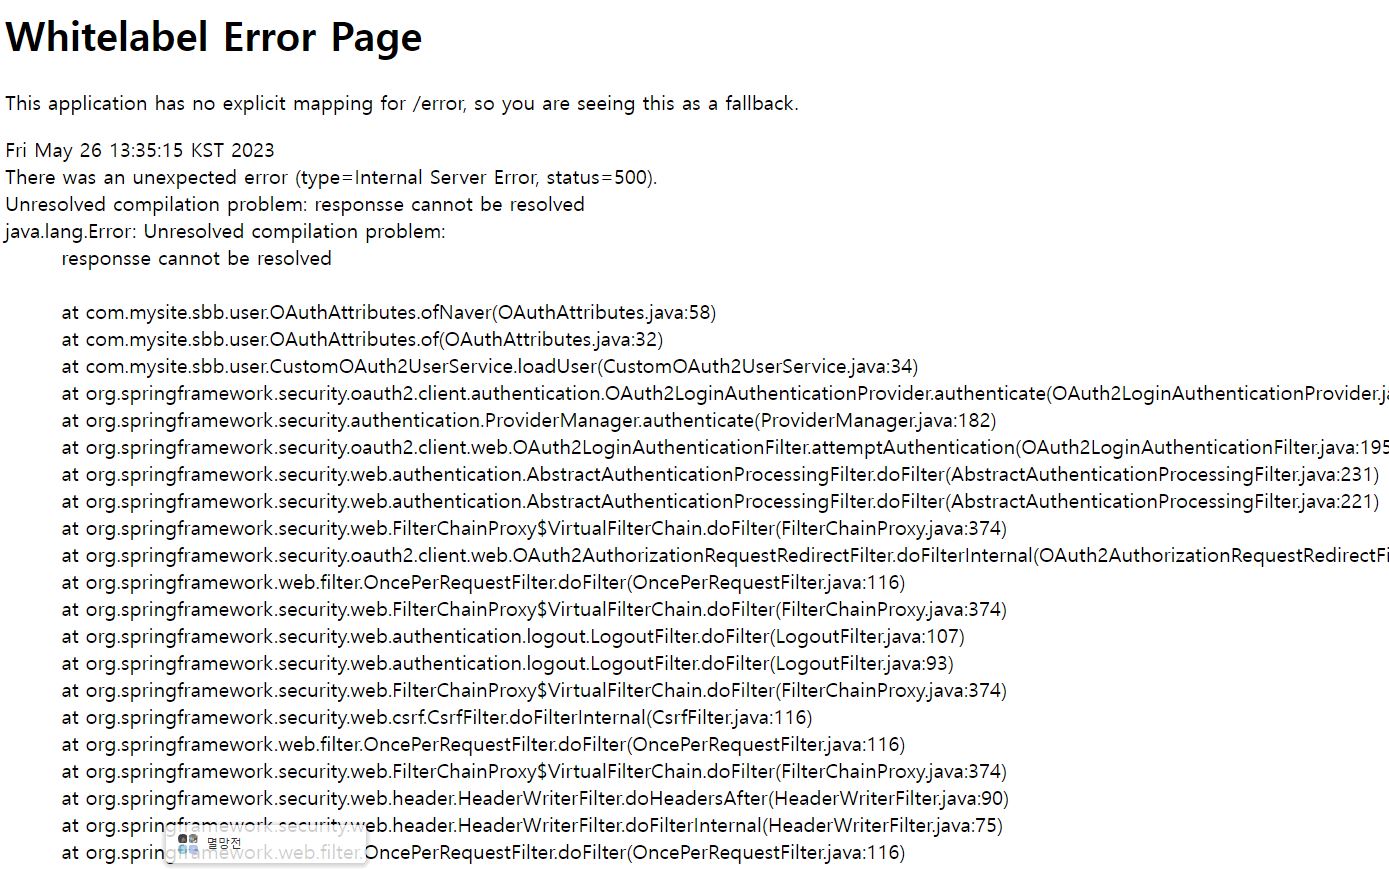 Whitelabel Error Page
This application has no explicit mapping for /error, so you are seeing this as a fallback.
Fri May 26 13:35:15 KST 2023
There was an unexpected error (type=Internal Server Error, status=500).
Unresolved compilation problem: responsse cannot be resolved
java.lang.Error: Unresolved compilation problem:
responsse cannot be resolved
at com.mysite.sbb.user.OAuthAttributes.ofNaver(OAuthAttributes.java:58)
at com.mysite.sbb.user.OAuthAttributes.of(OAuthAttributes.java:32)
at com.mysite.sbb.user.CustomOAuth2UserService.loadUser(CustomOAuth2UserService.java:34)
at org.springframework.security.oauth2.client.authentication.OAuth2LoginAuthenticationProvider.authenticate(OAuth2LoginAuthenticationProvider.ja
at org.springframework.security.authentication.ProviderManager.authenticate(ProviderManager.java:182)
at org.springframework.security.oauth2.client.web.OAuth2LoginAuthenticationFilter.attemptAuthentication(OAuth2LoginAuthenticationFilter.java:195
at org.springframework.security.web.authentication.AbstractAuthenticationProcessingFilter.doFilter(AbstractAuthenticationProcessingFilter.java:231)
at org.springframework.security.web.authentication.AbstractAuthenticationProcessingFilter.doFilter(AbstractAuthenticationProcessingFilter.java:221)
at org.springframework.security.web.FilterChainProxy$VirtualFilterChain.doFilter(FilterChainProxy.java:374)
at org.springframework.security.oauth2.client.web.OAuth2AuthorizationRequestRedirectFilter.doFilterInternal(OAuth2AuthorizationRequestRedirectFi
at org.springframework.web.filter.OncePerRequestFilter.doFilter(OncePerRequestFilter.java:116)
at org.springframework.security.web.FilterChainProxy$VirtualFilterChain.doFilter(FilterChainProxy.java:374)
at org.springframework.security.web.authentication.logout.LogoutFilter.doFilter(LogoutFilter.java:107)
at org.springframework.security.web.authentication.logout.LogoutFilter.doFilter(LogoutFilter.java:93)
at org.springframework.security.web.FilterChainProxy$VirtualFilterChain.doFilter(FilterChainProxy.java:374)
at org.springframework.security.web.csrf.CsrfFilter.doFilterInternal(CsrfFilter.java:116)
at org.springframework.web.filter.OncePerRequestFilter.doFilter(OncePerRequestFilter.java:116)
at org.springframework.security.web.FilterChainProxy$VirtualFilterChain.doFilter(FilterChainProxy.java:374)
at org.springframework.security.web.header.HeaderWriterFilter.doHeadersAfter(HeaderWriterFilter.java:90)
at org.springframework.security.web.header.HeaderWriterFilter.doFilterInternal(HeaderWriterFilter.java:75)
멸망전
at org.springframework.web.filter.OncePerRequestFilter.doFilter(OncePerRequestFilter.java:116)